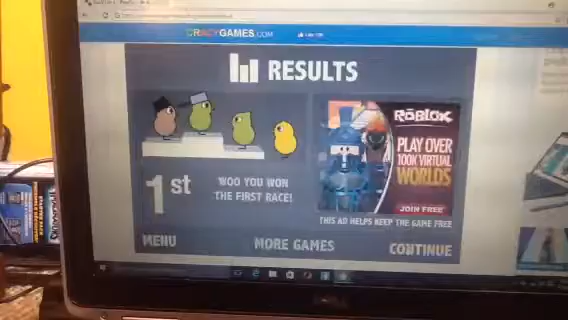 CRAZYGAMES.COM
RESULTS
ROBLOX
PLAY OVER
100K VIRTUAL
WORLDS
JOIN FREE
1st
WOO YOU WON
THE FIRST RACE!
THIS AD HELPS KEEP THE GAME FREE
MENU
MORE GAMES
CONTINUE